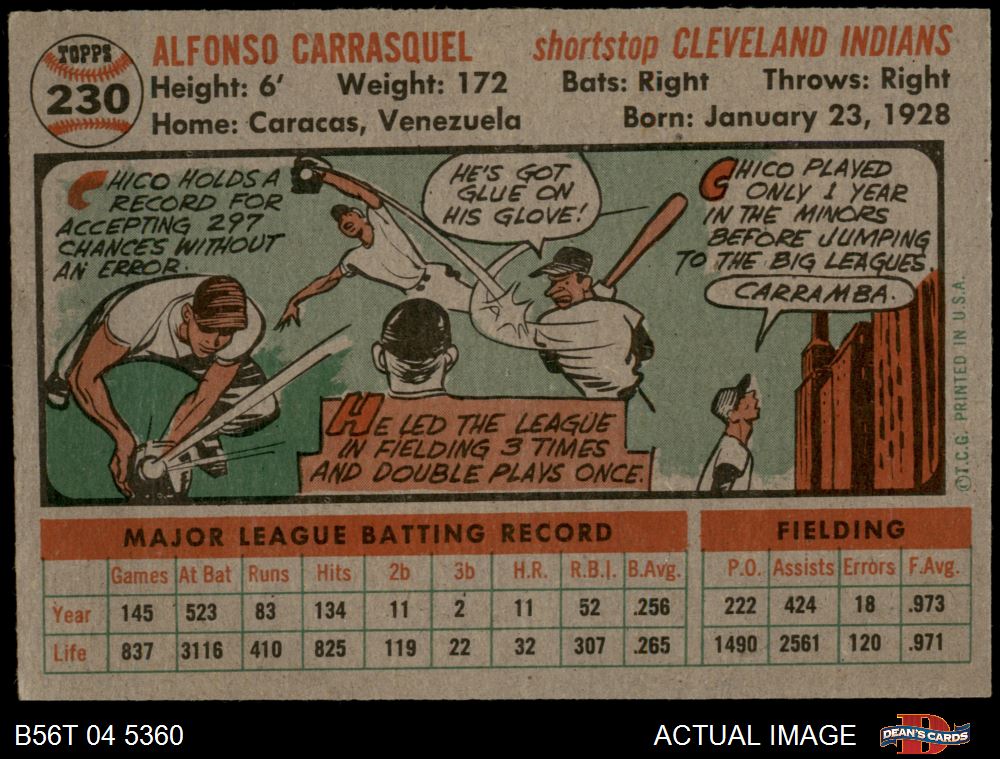 TOPPS
230
ALFONSO CARRASQUEL shortstop CLEVELAND INDIANS
Height: 6' Weight: 172 Bats: Right Throws: Right
Home: Caracas, Venezuela Born: January 23, 1928
CHICO HOLDS A
RECORD FOR
ACCEPTING 297
CHANCES WITHOUT
AN ERROR.
HE'S GOT
GLUE ON
HIS GLOVE!
HE LED THE LEAGUE
IN FIELDING 3 TIMES
AND DOUBLE PLAYS ONCE.
CHICO PLAYED
ONLY 1 YEAR
IN THE MINORS
BEFORE JUMPING
TO THE BIG LEAGUES
CARRAMBA.
©T.C.G. PRINTED IN U.S.A.
MAJOR LEAGUE BATTING RECORD FIELDING
Games At Bat Runs Hits 2b 3b H.R. R.B.I. B.Avg. P.O. Assists Errors F.Avg.
Year 145 523 83 134 11 2 11 52 .256 222 424 18 .973
Life 837 3116 410 825 119 22 32 307 .265 1490 2561 120 .971
B56T 04 5360 ACTUAL IMAGE DEAN'S CARDS